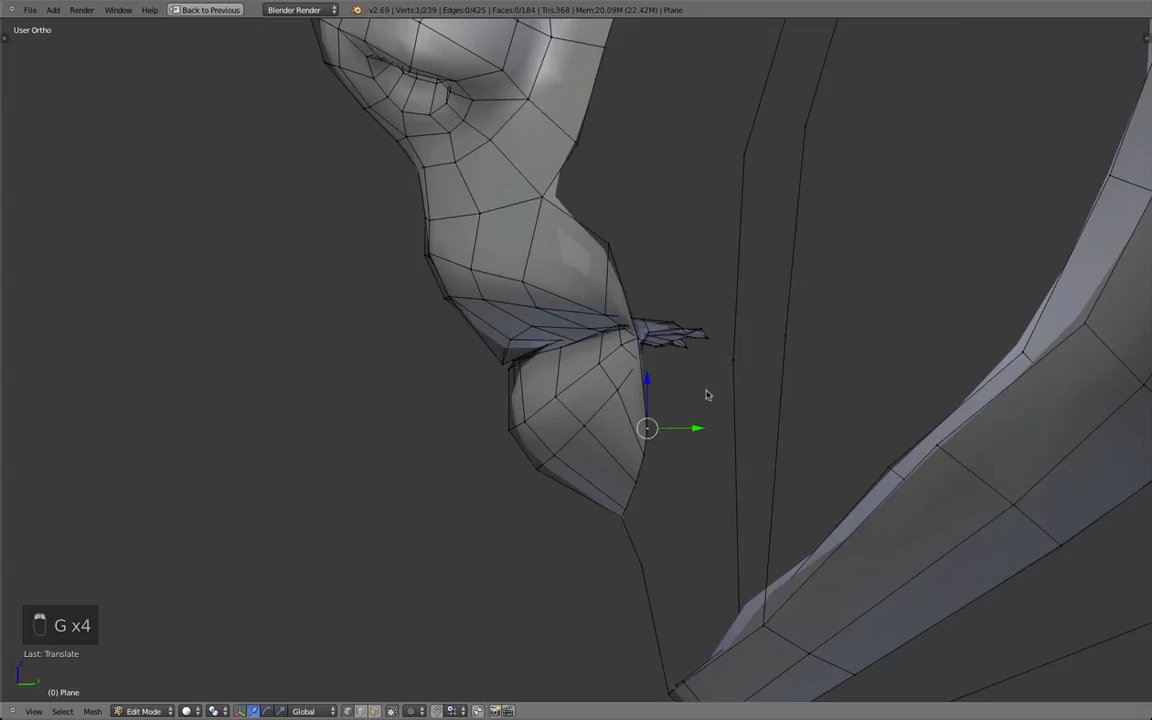 File Add Render Window Help Back to Previous Blender Render v2.69 | Verts:1/239 | Edges:0/425 | Faces:0/184 | Tris:368 | Mem:20.09M (22.42M) | Plane
User Ortho
G x4
Last: Translate
z
y
(0) Plane
View Select Mesh Edit Mode Global